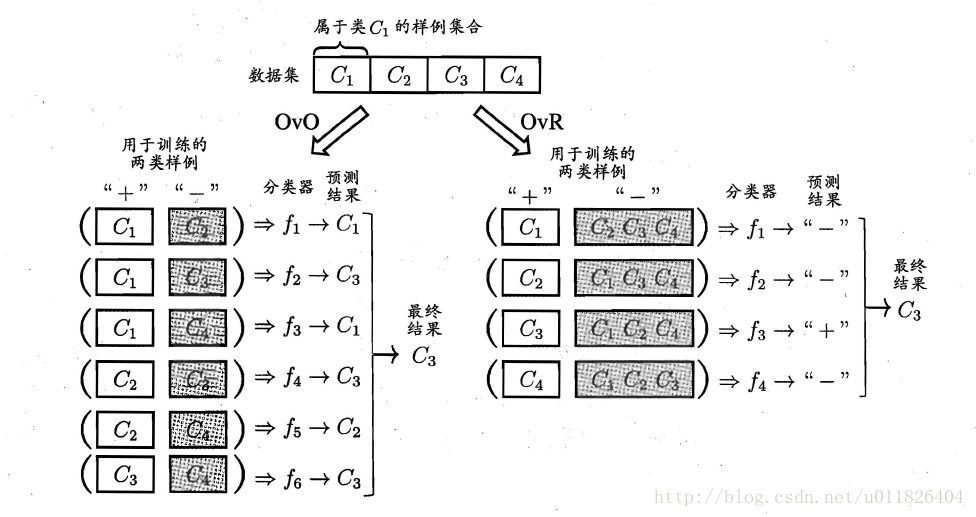 属于类C₁的样例集合
数据集 C₁ C₂ C₃ C₄
OvO OvR
用于训练的
两类样例
“+” “−” 分类器 预测
结果
( C₁ C₂ ) ⇒ f₁ → C₁
( C₁ C₃ ) ⇒ f₂ → C₃
( C₁ C₄ ) ⇒ f₃ → C₁
( C₂ C₃ ) ⇒ f₄ → C₃
( C₂ C₄ ) ⇒ f₅ → C₂
( C₃ C₄ ) ⇒ f₆ → C₃
最终
结果
C₃
用于训练的
两类样例
“+” “−” 分类器 预测
结果
( C₁ C₂ C₃ C₄ ) ⇒ f₁ → “−”
( C₂ C₁ C₃ C₄ ) ⇒ f₂ → “−”
( C₃ C₁ C₂ C₄ ) ⇒ f₃ → “+”
( C₄ C₁ C₂ C₃ ) ⇒ f₄ → “−”
最终
结果
C₃
http://blog.csdn.net/u011826404